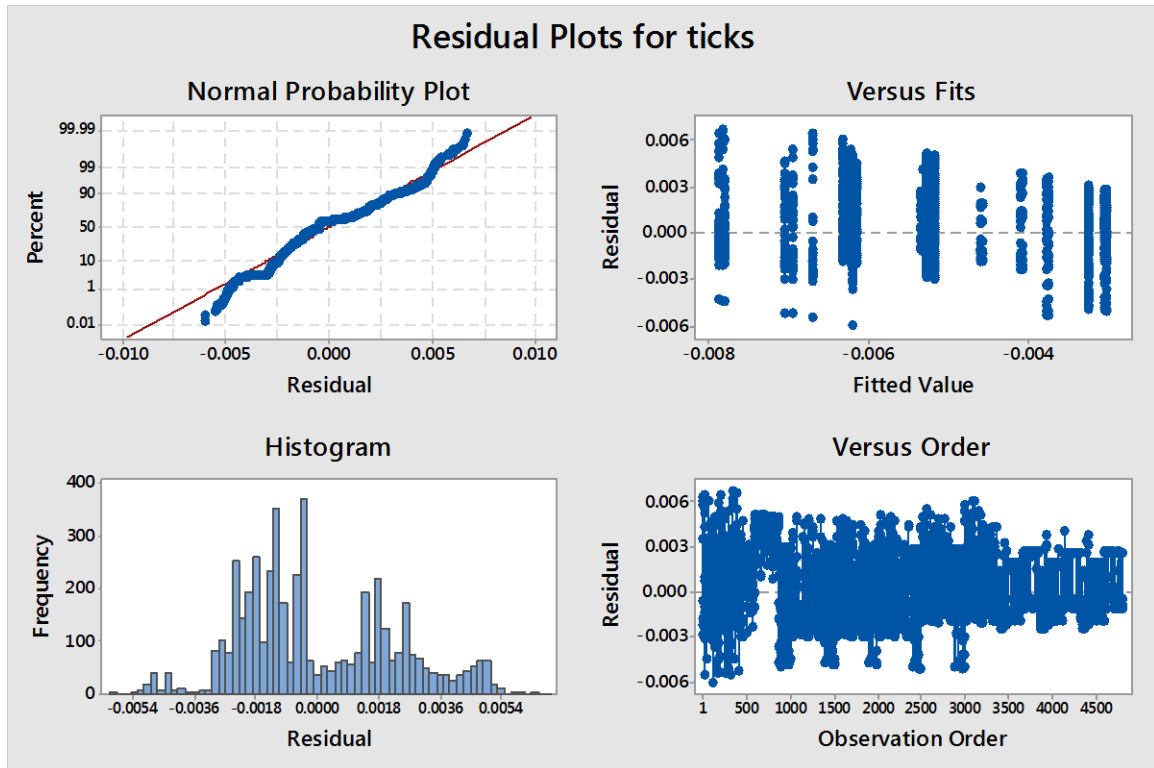 Residual Plots for ticks
Normal Probability Plot
99.99
99
90
50
10
1
0.01
Percent
-0.010 -0.005 0.000 0.005 0.010
Residual
Versus Fits
0.006
0.003
0.000
-0.003
-0.006
Residual
-0.008 -0.006 -0.004
Fitted Value
Histogram
400
300
200
100
0
Frequency
-0.0054 -0.0036 -0.0018 0.0000 0.0018 0.0036 0.0054
Residual
Versus Order
0.006
0.003
0.000
-0.003
-0.006
Residual
1 500 1000 1500 2000 2500 3000 3500 4000 4500
Observation Order